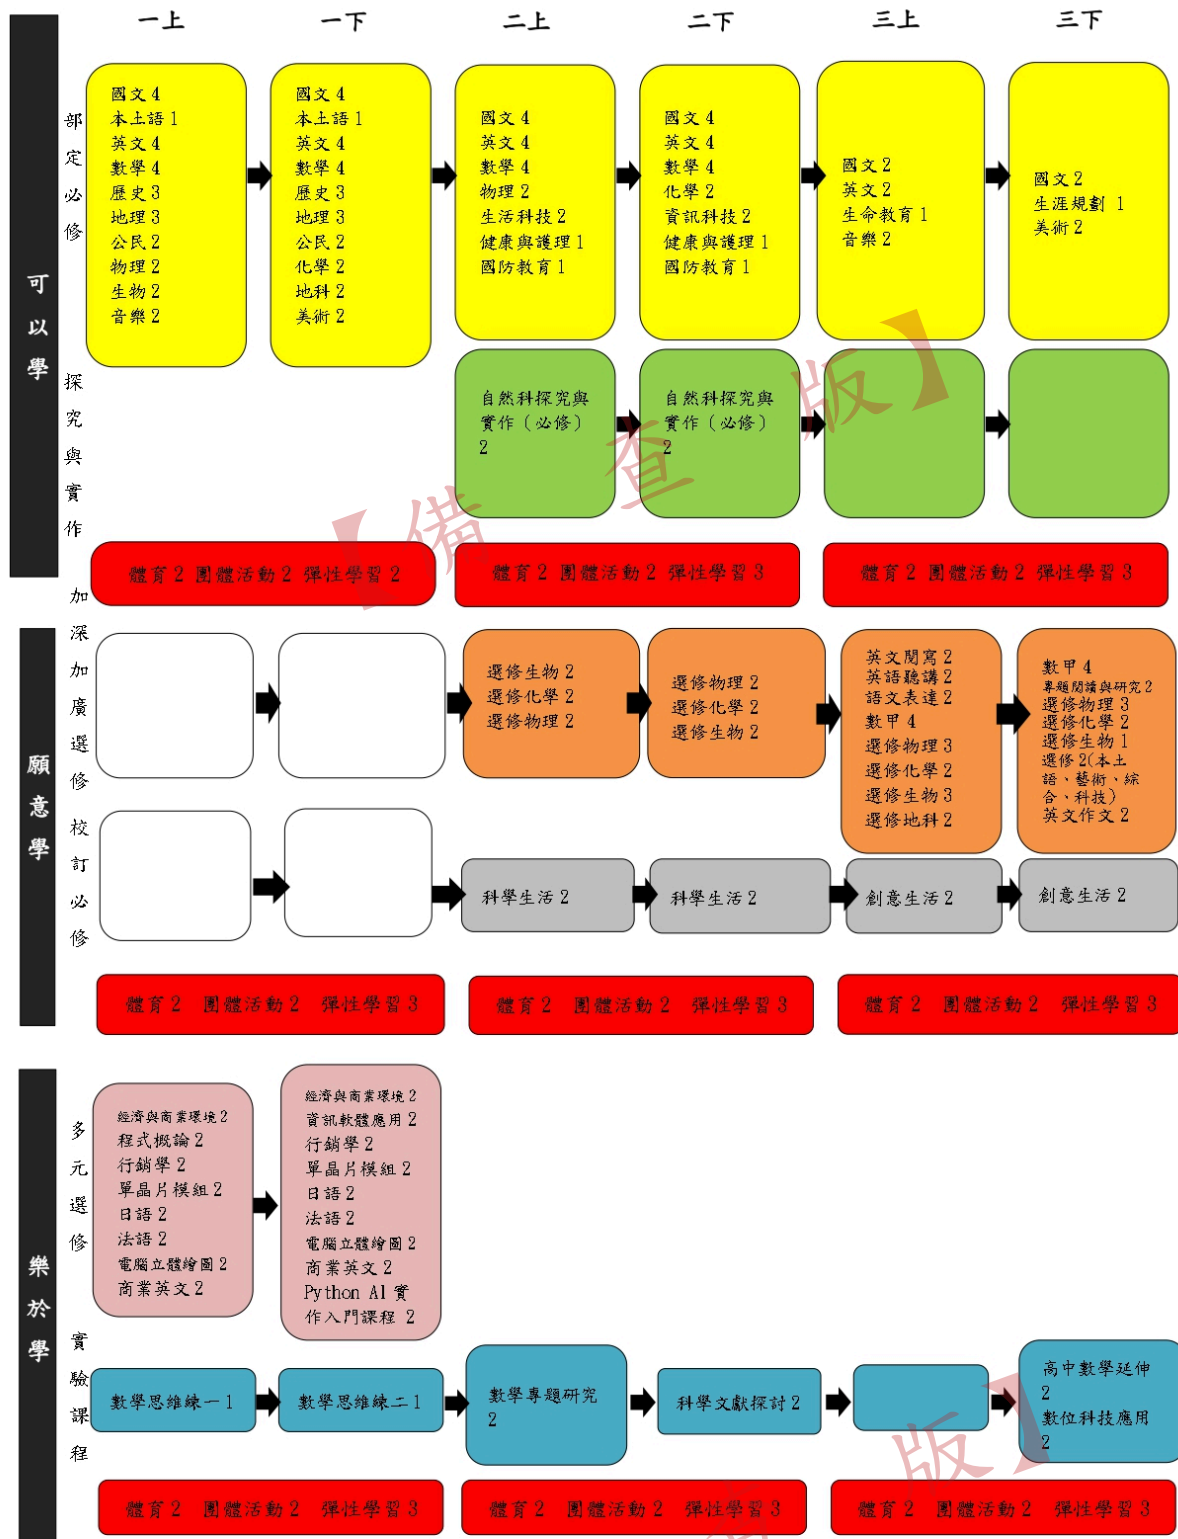 一上
一下
二上
二下
三上
三下
可以學
部定必修
國文 4
本土語 1
英文 4
數學 4
歷史 3
地理 3
公民 2
物理 2
生物 2
音樂 2
國文 4
本土語 1
英文 4
數學 4
歷史 3
地理 3
公民 2
化學 2
地科 2
美術 2
國文 4
英文 4
數學 4
物理 2
生活科技 2
健康與護理 1
國防教育 1
國文 4
英文 4
數學 4
化學 2
資訊科技 2
健康與護理 1
國防教育 1
國文 2
英文 2
生命教育 1
音樂 2
國文 2
生涯規劃 1
美術 2
探究與實作
自然科探究與
實作（必修）
2
自然科探究與
實作（必修）
2
【備查版】
體育 2 團體活動 2 彈性學習 2
體育 2 團體活動 2 彈性學習 3
體育 2 團體活動 2 彈性學習 3
願意學
加深加廣選修
選修生物 2
選修化學 2
選修物理 2
選修物理 2
選修化學 2
選修生物 2
英文閱寫 2
英語聽講 2
語文表達 2
數甲 4
選修物理 3
選修化學 2
選修生物 3
選修地科 2
數甲 4
專題閱讀與研究 2
選修物理 3
選修化學 2
選修生物 1
選修 2(本土
語、藝術、綜
合、科技)
英文作文 2
校訂必修
科學生活 2
科學生活 2
創意生活 2
創意生活 2
體育 2 團體活動 2 彈性學習 3
體育 2 團體活動 2 彈性學習 3
體育 2 團體活動 2 彈性學習 3
樂於學
多元選修
經濟與商業環境 2
程式概論 2
行銷學 2
單晶片模組 2
日語 2
法語 2
電腦立體繪圖 2
商業英文 2
經濟與商業環境 2
資訊軟體應用 2
行銷學 2
單晶片模組 2
日語 2
法語 2
電腦立體繪圖 2
商業英文 2
Python AI 實
作入門課程 2
實驗課程
數學思維練一 1
數學思維練二 1
數學專題研究
2
科學文獻探討 2
高中數學延伸
2
數位科技應用
2
版】
體育 2 團體活動 2 彈性學習 3
體育 2 團體活動 2 彈性學習 3
體育 2 團體活動 2 彈性學習 3